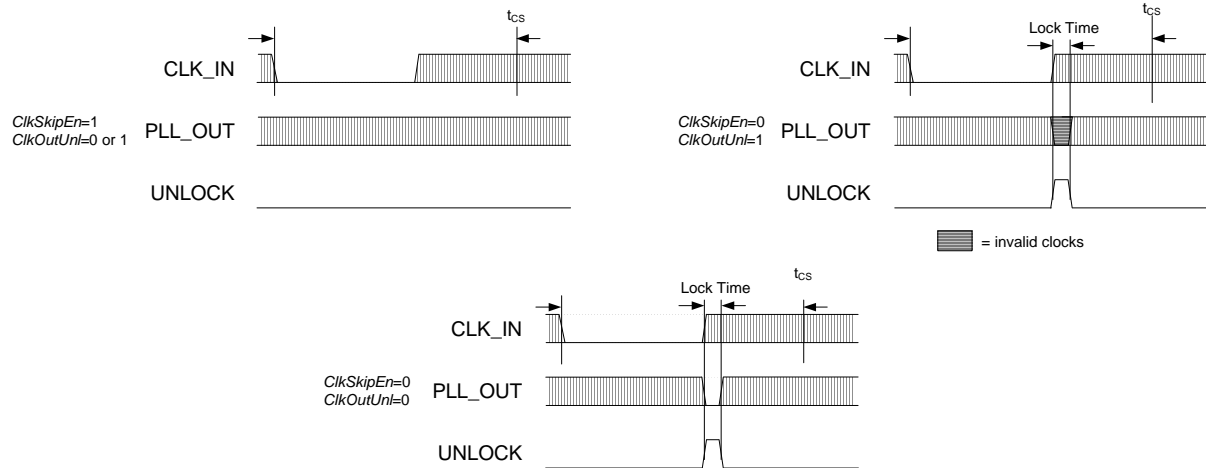 t_CS
CLK_IN
ClkSkipEn=1
ClkOutUnl=0 or 1
PLL_OUT
UNLOCK
Lock Time
t_CS
CLK_IN
ClkSkipEn=0
ClkOutUnl=1
PLL_OUT
UNLOCK
= invalid clocks
Lock Time
t_CS
CLK_IN
ClkSkipEn=0
ClkOutUnl=0
PLL_OUT
UNLOCK